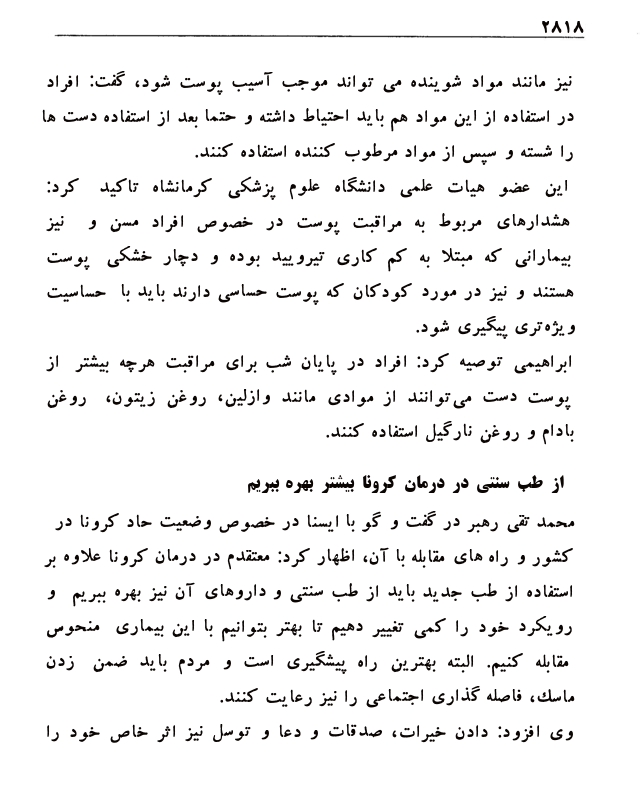 ۲۸۱۸
نیز مانند مواد شوینده می تواند موجب آسیب پوست شود، گفت: افراد
در استفاده از این مواد هم باید احتیاط داشته و حتما بعد از استفاده دست ها
را شسته و سپس از مواد مرطوب کننده استفاده کنند.
این عضو هیات علمی دانشگاه علوم پزشکی کرمانشاه تاکید کرد:
هشدارهای مربوط به مراقبت پوست در خصوص افراد مسن و نیز
بیمارانی که مبتلا به کم کاری تیرویید بوده و دچار خشکی پوست
هستند و نیز در مورد کودکان که پوست حساسی دارند باید با حساسیت
ویژه‌تری پیگیری شود.
ابراهیمی توصیه کرد: افراد در پایان شب برای مراقبت هرچه بیشتر از
پوست دست می‌توانند از موادی مانند وازلین، روغن زیتون، روغن
بادام و روغن نارگیل استفاده کنند.
از طب سنتی در درمان کرونا بیشتر بهره ببریم
محمد تقی رهبر در گفت و گو با ایسنا در خصوص وضعیت حاد کرونا در
کشور و راه های مقابله با آن، اظهار کرد: معتقدم در درمان کرونا علاوه بر
استفاده از طب جدید باید از طب سنتی و داروهای آن نیز بهره ببریم و
رویکرد خود را کمی تغییر دهیم تا بهتر بتوانیم با این بیماری منحوس
مقابله کنیم. البته بهترین راه پیشگیری است و مردم باید ضمن زدن
ماسك، فاصله گذاری اجتماعی را نیز رعایت کنند.
وی افزود: دادن خیرات، صدقات و دعا و توسل نیز اثر خاص خود را